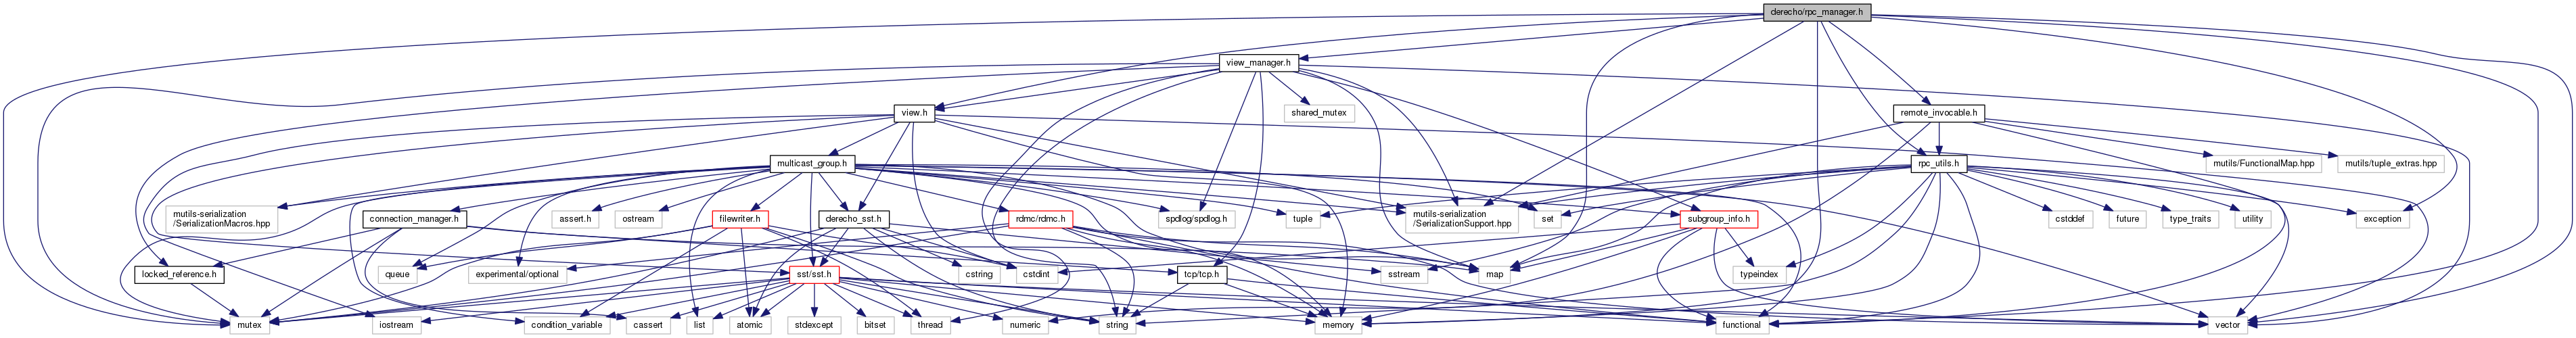 derecho/rpc_manager.h
view_manager.h
view.h
shared_mutex
remote_invocable.h
multicast_group.h
rpc_utils.h
mutils/FunctionalMap.hpp
mutils/tuple_extras.hpp
mutils-serialization
/SerializationMacros.hpp
connection_manager.h
assert.h
ostream
filewriter.h
derecho_sst.h
rdmc/rdmc.h
spdlog/spdlog.h
tuple
mutils-serialization
/SerializationSupport.hpp
set
subgroup_info.h
cstddef
future
type_traits
utility
exception
locked_reference.h
queue
experimental/optional
sst/sst.h
cstring
cstdint
tcp/tcp.h
sstream
map
typeindex
mutex
iostream
condition_variable
cassert
list
atomic
stdexcept
bitset
thread
numeric
string
memory
functional
vector